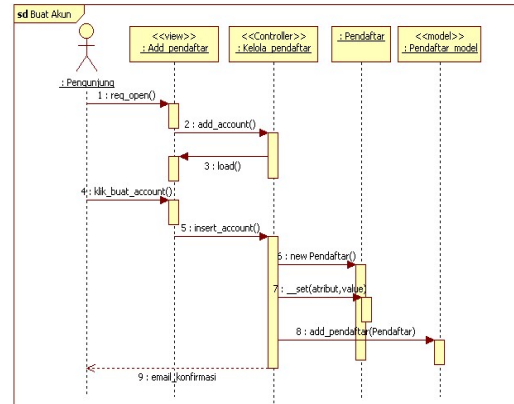 sd Buat Akun
<<view>>
: Add_pendaftar
<<Controller>>
: Kelola_pendaftar
: Pendaftar
<<model>>
: Pendaftar_model
: Pengunjung
1 : req_open()
2 : add_account()
3 : load()
4 : klik_buat_account()
5 : insert_account()
6 : new Pendaftar()
7 : __set(atribut,value)
8 : add_pendaftar(Pendaftar)
9 : email_konfirmasi